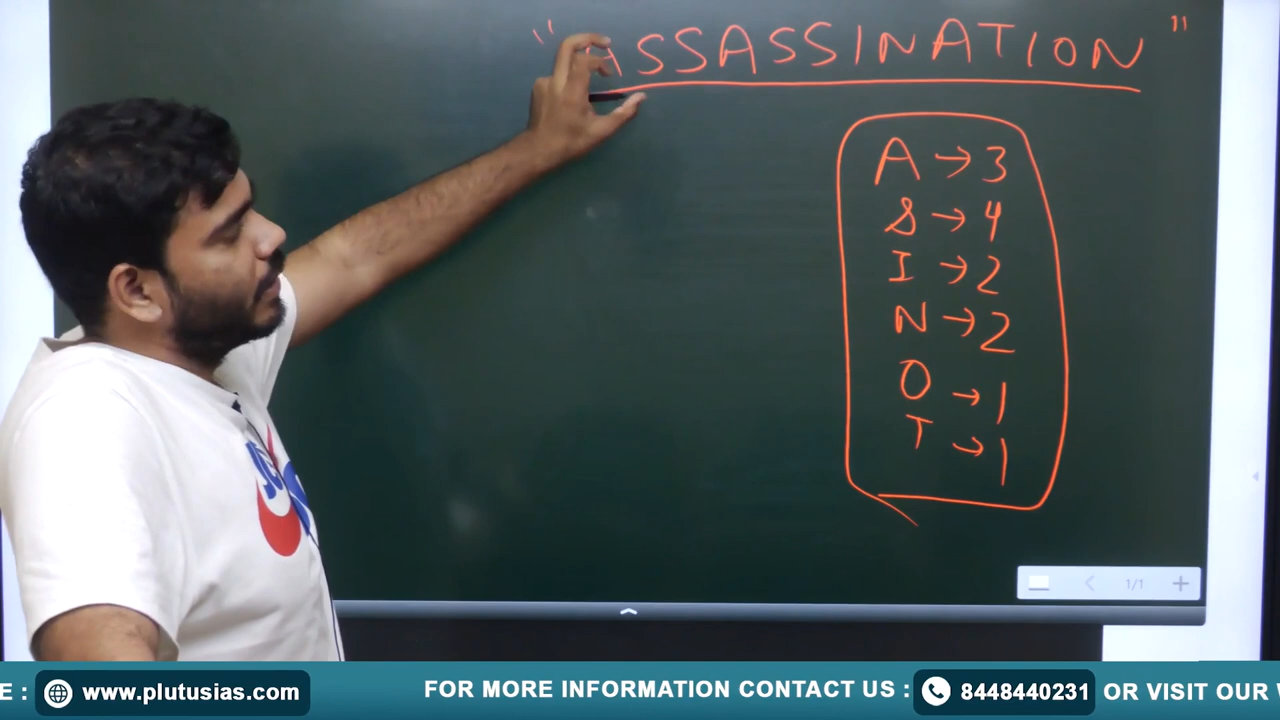 "ASSASSINATION"
A → 3
S → 4
I → 2
N → 2
O → 1
T → 1
1/1
E : www.plutusias.com FOR MORE INFORMATION CONTACT US : 8448440231 OR VISIT OUR